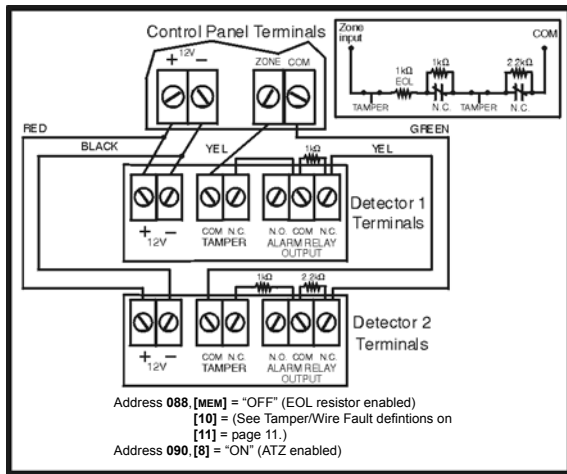 Control Panel Terminals
+ 12V −
ZONE COM
Zone input
COM
1kΩ
2.2kΩ
1kΩ
EOL
TAMPER
N.C.
TAMPER
N.C.
RED
GREEN
BLACK
YEL
1kΩ
YEL
Detector 1
Terminals
+ −
12V
COM N.C.
TAMPER
N.O. COM N.C.
ALARM RELAY
OUTPUT
1kΩ
2.2kΩ
Detector 2
Terminals
+ −
12V
COM N.C.
TAMPER
N.O. COM N.C.
ALARM RELAY
OUTPUT
Address 088, [MEM] = “OFF” (EOL resistor enabled)
[10] = (See Tamper/Wire Fault defintions on
[11] = page 11.)
Address 090, [8] = “ON” (ATZ enabled)